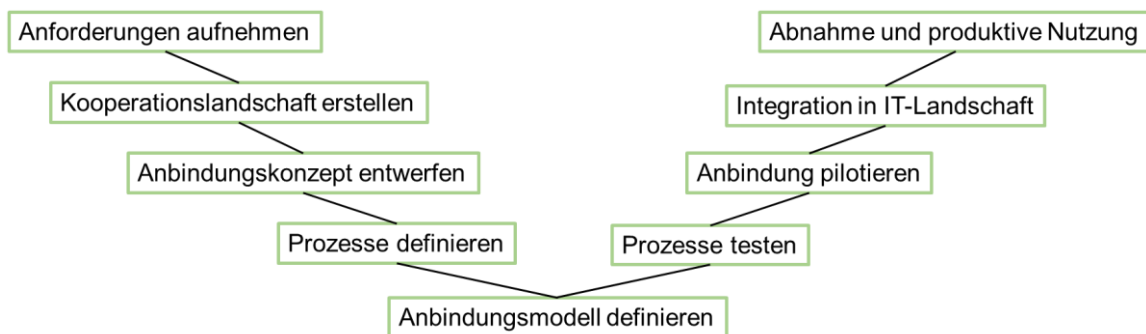 Anforderungen aufnehmen
Abnahme und produktive Nutzung
Kooperationslandschaft erstellen
Integration in IT-Landschaft
Anbindungskonzept entwerfen
Anbindung pilotieren
Prozesse definieren
Prozesse testen
Anbindungsmodell definieren